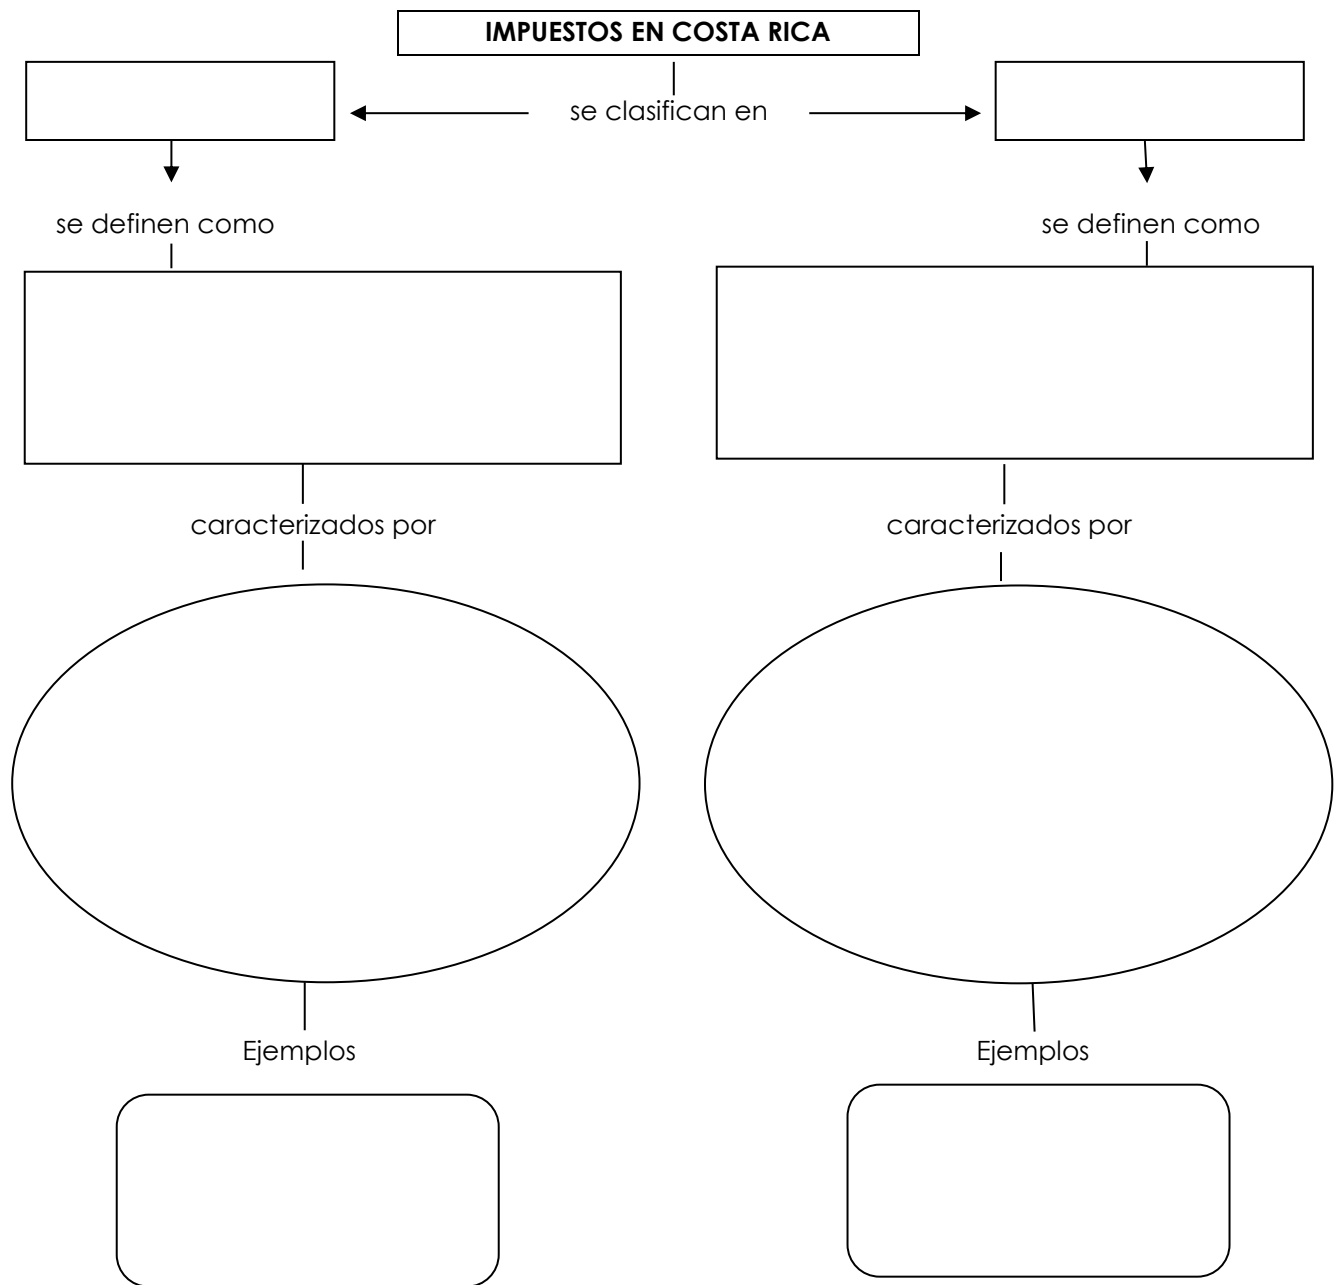 IMPUESTOS EN COSTA RICA
se clasifican en
se definen como
se definen como
caracterizados por
caracterizados por
Ejemplos
Ejemplos